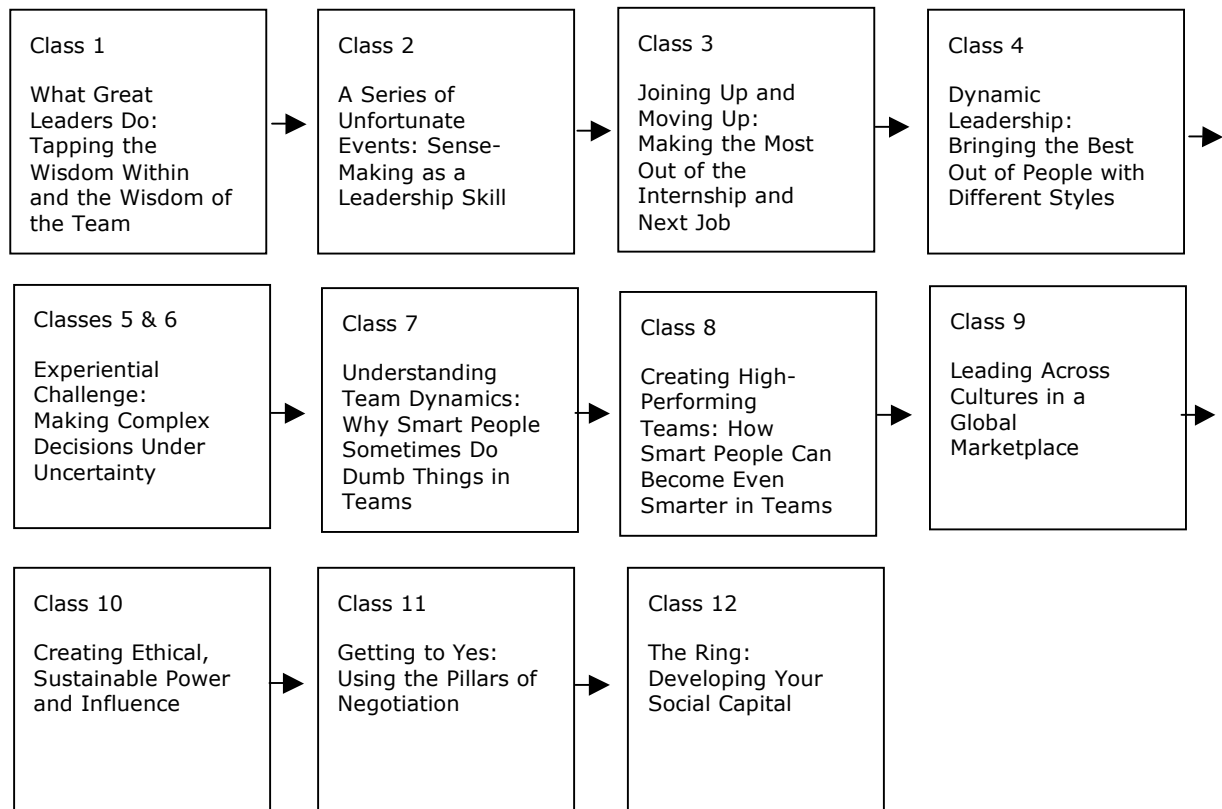 Class 1
What Great
Leaders Do:
Tapping the
Wisdom Within
and the Wisdom of
the Team
Class 2
A Series of
Unfortunate
Events: Sense-
Making as a
Leadership Skill
Class 3
Joining Up and
Moving Up:
Making the Most
Out of the
Internship and
Next Job
Class 4
Dynamic
Leadership:
Bringing the Best
Out of People with
Different Styles
Classes 5 & 6
Experiential
Challenge:
Making Complex
Decisions Under
Uncertainty
Class 7
Understanding
Team Dynamics:
Why Smart People
Sometimes Do
Dumb Things in
Teams
Class 8
Creating High-
Performing
Teams: How
Smart People Can
Become Even
Smarter in Teams
Class 9
Leading Across
Cultures in a
Global
Marketplace
Class 10
Creating Ethical,
Sustainable Power
and Influence
Class 11
Getting to Yes:
Using the Pillars of
Negotiation
Class 12
The Ring:
Developing Your
Social Capital